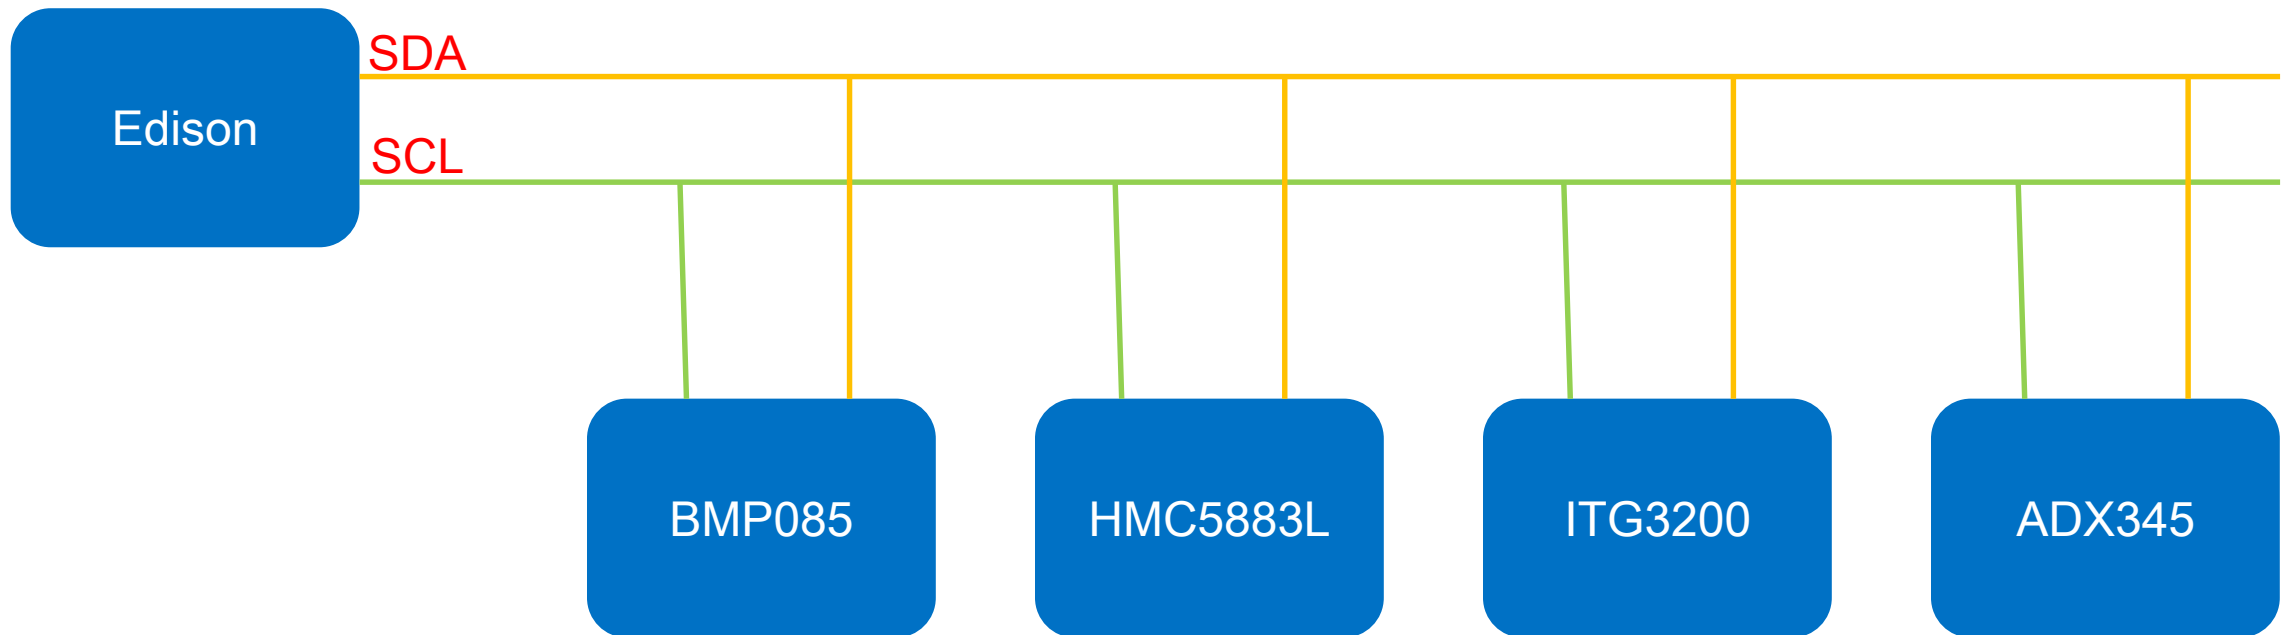 SDA
Edison
SCL
BMP085
HMC5883L
ITG3200
ADX345